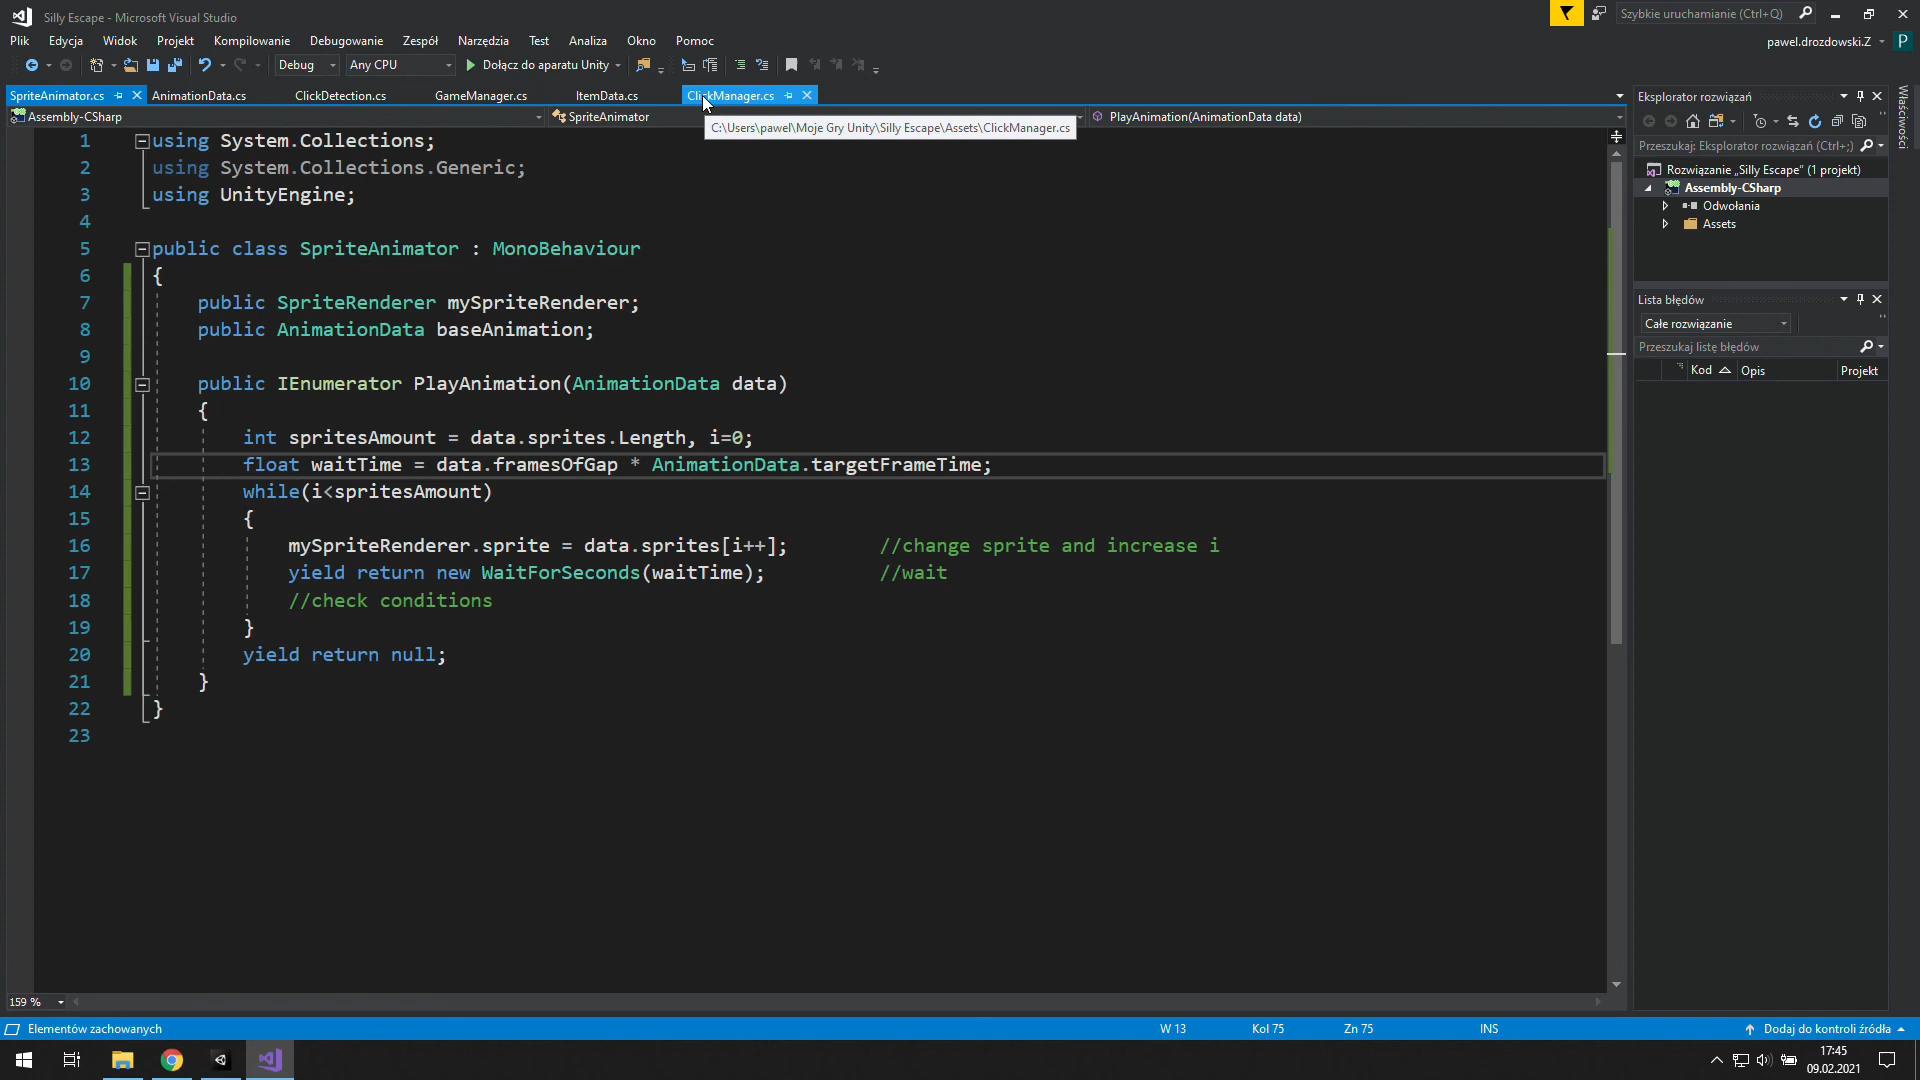 Silly Escape - Microsoft Visual Studio
Szybkie uruchamianie (Ctrl+Q)
Plik Edycja Widok Projekt Kompilowanie Debugowanie Zespół Narzędzia Test Analiza Okno Pomoc
pawel.drozdowski.Z P
Debug Any CPU Dołącz do aparatu Unity
SpriteAnimator.cs AnimationData.cs ClickDetection.cs GameManager.cs ItemData.cs ClickManager.cs
Assembly-CSharp SpriteAnimator PlayAnimation(AnimationData data)
C:\Users\pawel\Moje Gry Unity\Silly Escape\Assets\ClickManager.cs
1 using System.Collections;
2 using System.Collections.Generic;
3 using UnityEngine;
4
5 public class SpriteAnimator : MonoBehaviour
6 {
7 public SpriteRenderer mySpriteRenderer;
8 public AnimationData baseAnimation;
9
10 public IEnumerator PlayAnimation(AnimationData data)
11 {
12 int spritesAmount = data.sprites.Length, i=0;
13 float waitTime = data.framesOfGap * AnimationData.targetFrameTime;
14 while(i<spritesAmount)
15 {
16 mySpriteRenderer.sprite = data.sprites[i++]; //change sprite and increase i
17 yield return new WaitForSeconds(waitTime); //wait
18 //check conditions
19 }
20 yield return null;
21 }
22 }
23
159 %
Eksplorator rozwiązań
Przeszukaj: Eksplorator rozwiązań (Ctrl+;)
Rozwiązanie „Silly Escape” (1 projekt)
Assembly-CSharp
Odwołania
Assets
Lista błędów
Całe rozwiązanie
Przeszukaj listę błędów
Kod Opis Projekt
Właściwości
Elementów zachowanych W 13 Kol 75 Zn 75 INS Dodaj do kontroli źródła
17:45
09.02.2021